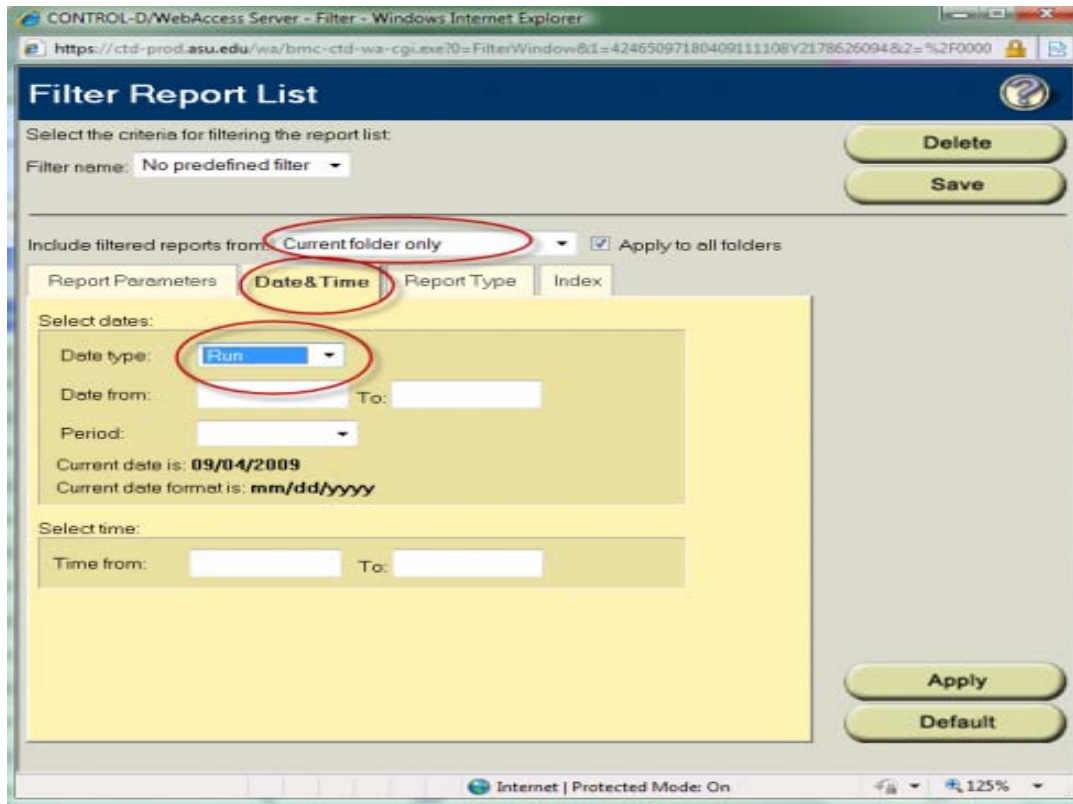 CONTROL-D/WebAccess Server - Filter - Windows Internet Explorer
https://ctd-prod.asu.edu/wa/bmc-ctd-wa-cgi.exe?0=FilterWindow&1=42465097180409111108Y2178626094&2=%2F0000
Filter Report List
Select the criteria for filtering the report list:
Filter name: No predefined filter
Delete
Save
Include filtered reports from: Current folder only Apply to all folders
Report Parameters Date&Time Report Type Index
Select dates:
Date type: Run
Date from: To:
Period:
Current date is: 09/04/2009
Current date format is: mm/dd/yyyy
Select time:
Time from: To:
Apply
Default
Internet | Protected Mode: On 125%